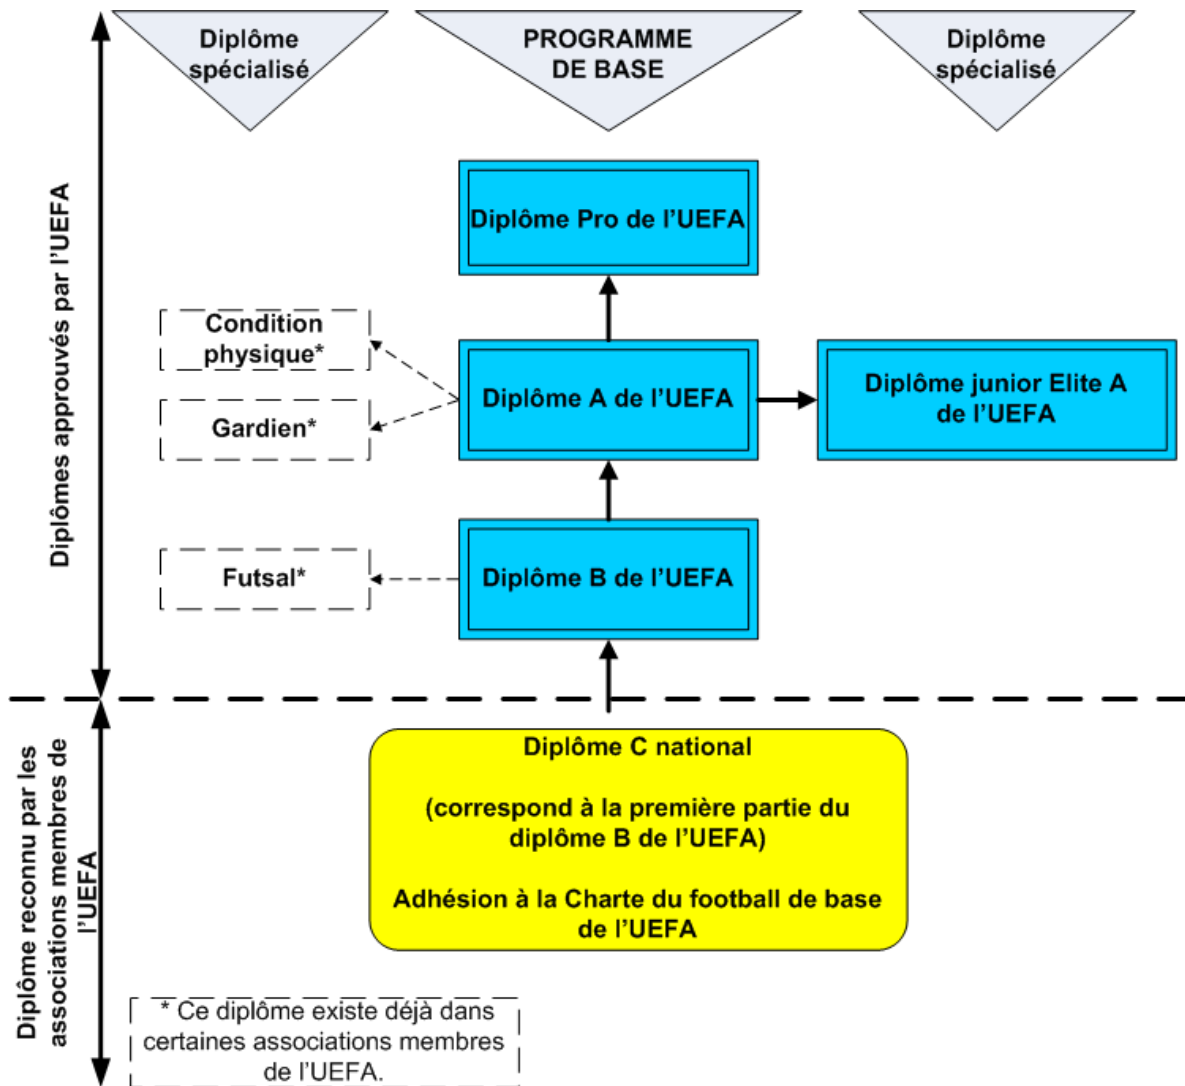 Diplôme
spécialisé
PROGRAMME
DE BASE
Diplôme
spécialisé
Diplômes approuvés par l'UEFA
Diplôme Pro de l'UEFA
Condition
physique*
Gardien*
Diplôme A de l'UEFA
Diplôme junior Elite A
de l'UEFA
Futsal*
Diplôme B de l'UEFA
Diplôme reconnu par les
associations membres de
l'UEFA
Diplôme C national
(correspond à la première partie du
diplôme B de l'UEFA)
Adhésion à la Charte du football de base
de l'UEFA
* Ce diplôme existe déjà dans
certaines associations membres
de l'UEFA.